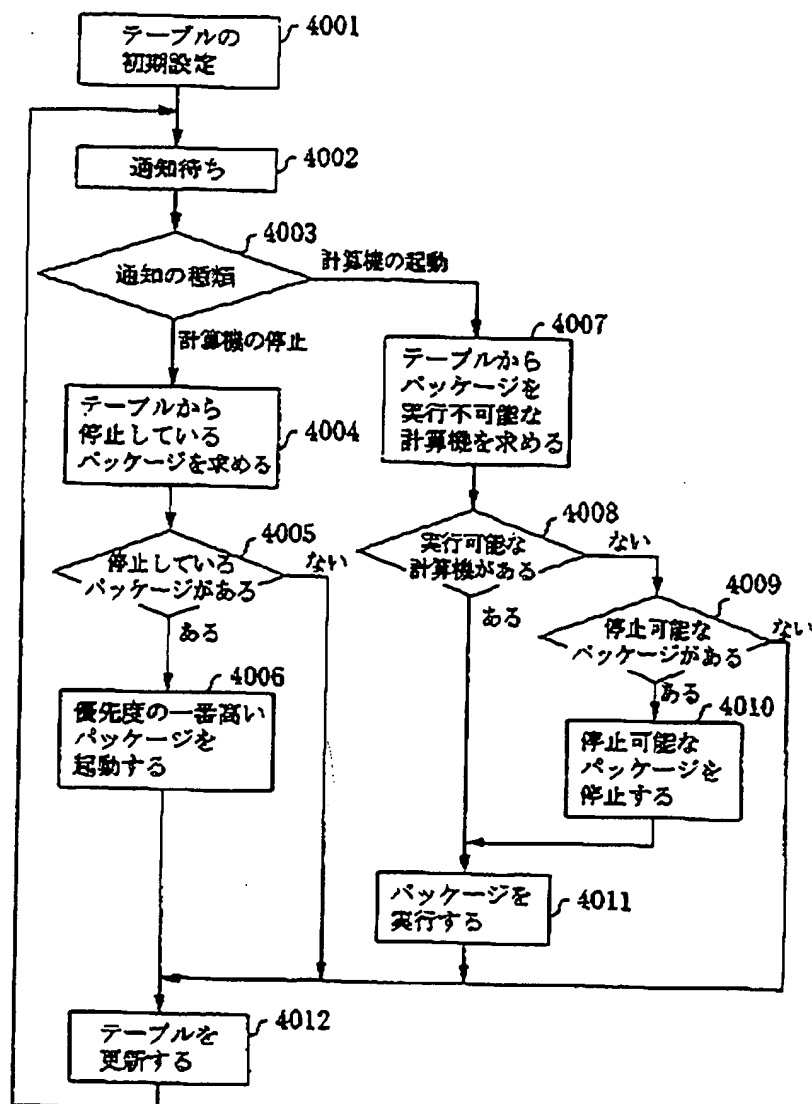 テーブルの
初期設定
4001
通知待ち
4002
通知の種類
4003
計算機の起動
計算機の停止
テーブルから
停止している
パッケージを求める
4004
テーブルから
パッケージを
実行不可能な
計算機を求める
4007
停止している
パッケージがある
4005
ない
ある
実行可能な
計算機がある
4008
ない
ある
停止可能な
パッケージがある
4009
ない
ある
優先度の一番高い
パッケージを
起動する
4006
停止可能な
パッケージを
停止する
4010
パッケージを
実行する
4011
テーブルを
更新する
4012